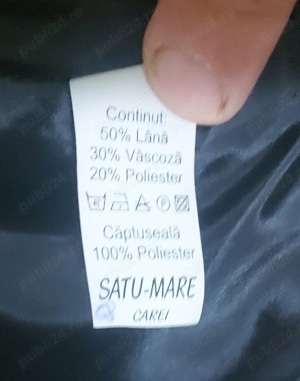 Continut:
50% Lână
30% Vâscoză
20% Poliester
Căptuseală
100% Poliester
SATU-MARE
CAREI